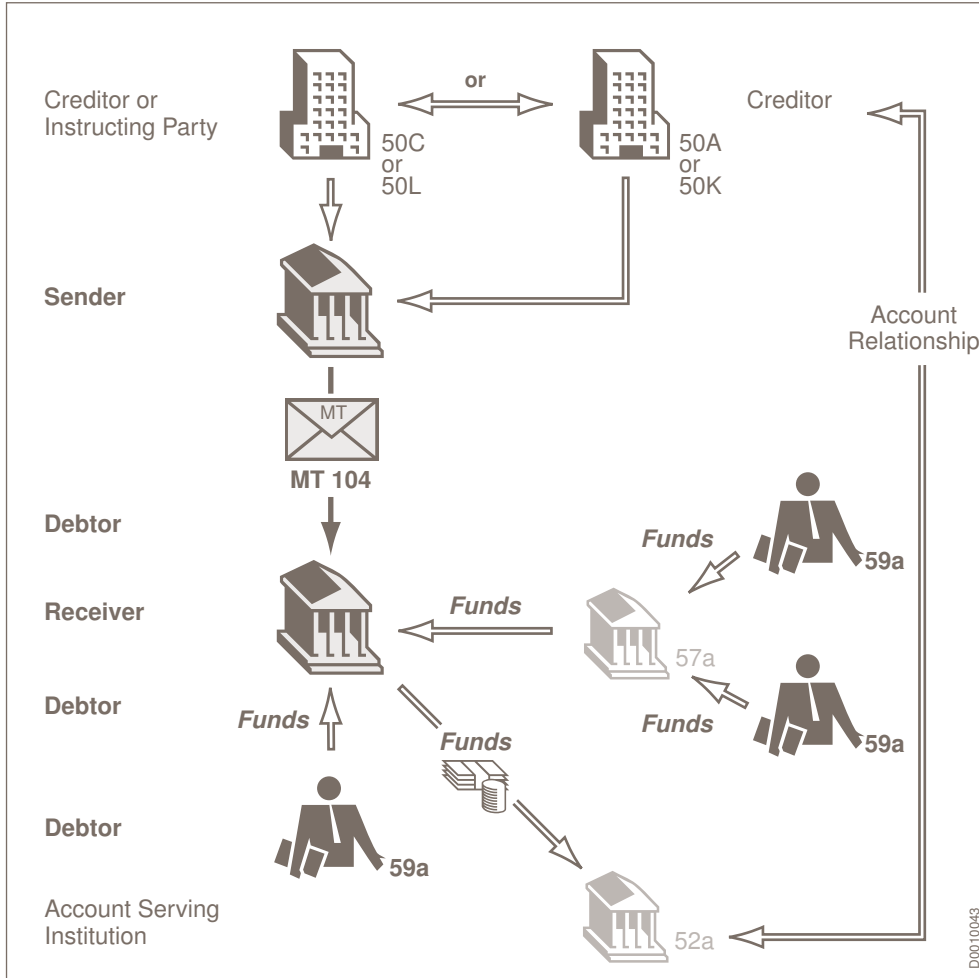 or
Creditor or
Instructing Party
Creditor
50C
or
50L
50A
or
50K
Sender
Account
Relationship
MT
MT 104
Debtor
Funds
59a
Receiver
Funds
57a
Debtor
Funds
Funds
59a
Funds
Debtor
59a
Account Serving
Institution
52a
D0010043